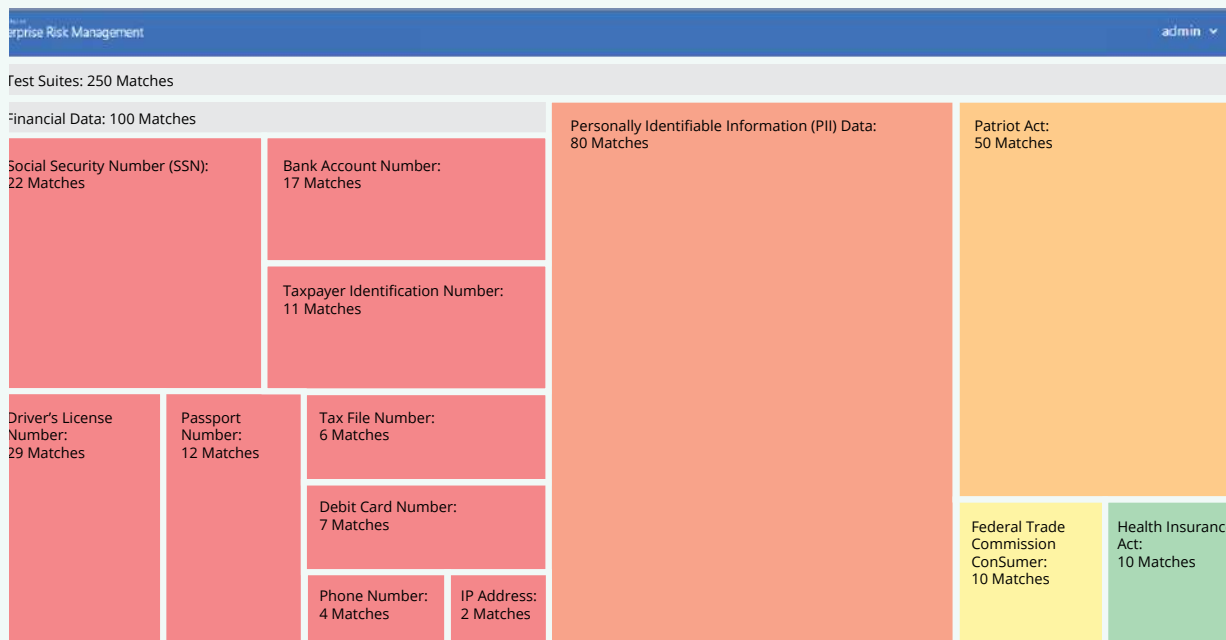 erprise Risk Management
admin
Test Suites: 250 Matches
Financial Data: 100 Matches
Social Security Number (SSN):
22 Matches
Bank Account Number:
17 Matches
Taxpayer Identification Number:
11 Matches
Driver’s License
Number:
29 Matches
Passport
Number:
12 Matches
Tax File Number:
6 Matches
Debit Card Number:
7 Matches
Phone Number:
4 Matches
IP Address:
2 Matches
Personally Identifiable Information (PII) Data:
80 Matches
Patriot Act:
50 Matches
Federal Trade
Commission
ConSumer:
10 Matches
Health Insuranc
Act:
10 Matches